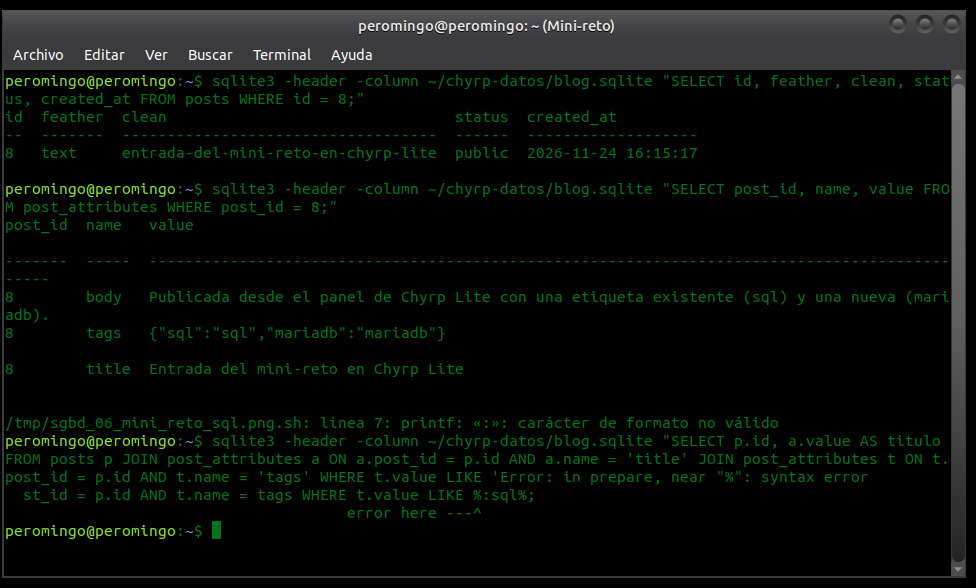 peromingo@peromingo: ~ (Mini-reto)
Archivo Editar Ver Buscar Terminal Ayuda
peromingo@peromingo:~$ sqlite3 -header -column ~/chyrp-datos/blog.sqlite "SELECT id, feather, clean, stat
us, created_at FROM posts WHERE id = 8;"
id  feather  clean                                status  created_at
--  -------  -----------------------------------  ------  -------------------
8   text     entrada-del-mini-reto-en-chyrp-lite  public  2026-11-24 16:15:17
peromingo@peromingo:~$ sqlite3 -header -column ~/chyrp-datos/blog.sqlite "SELECT post_id, name, value FRO
M post_attributes WHERE post_id = 8;"
post_id  name   value
-------  -----  -----------------------------------------------------------------------------------------
-----
8        body   Publicada desde el panel de Chyrp Lite con una etiqueta existente (sql) y una nueva (mari
adb).
8        tags   {"sql":"sql","mariadb":"mariadb"}
8        title  Entrada del mini-reto en Chyrp Lite
/tmp/sgbd_06_mini_reto_sql.png.sh: línea 7: printf: «:»: carácter de formato no válido
peromingo@peromingo:~$ sqlite3 -header -column ~/chyrp-datos/blog.sqlite "SELECT p.id, a.value AS titulo
FROM posts p JOIN post_attributes a ON a.post_id = p.id AND a.name = 'title' JOIN post_attributes t ON t.
post_id = p.id AND t.name = 'tags' WHERE t.value LIKE 'Error: in prepare, near "%": syntax error
  st_id = p.id AND t.name = tags WHERE t.value LIKE %:sql%;
                                      error here ---^
peromingo@peromingo:~$